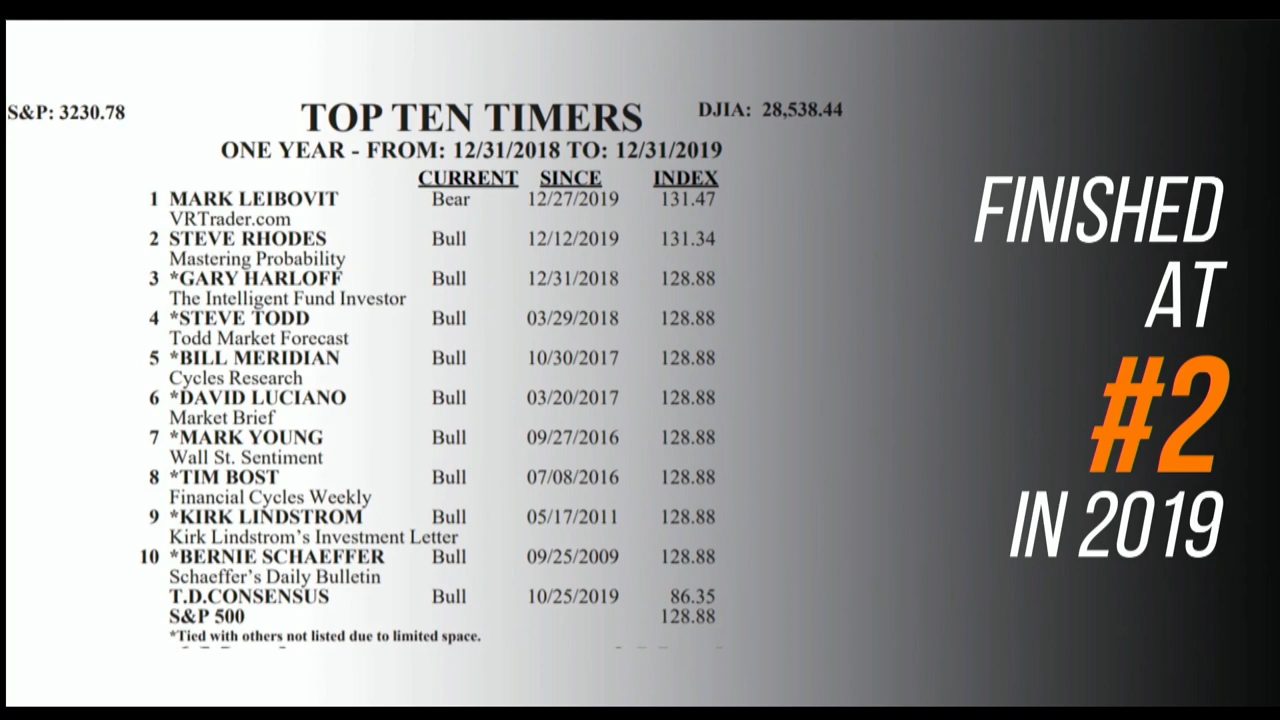 S&P: 3230.78
TOP TEN TIMERS
DJIA: 28,538.44
ONE YEAR - FROM: 12/31/2018 TO: 12/31/2019
CURRENT SINCE INDEX
1 MARK LEIBOVIT Bear 12/27/2019 131.47
VRTrader.com
2 STEVE RHODES Bull 12/12/2019 131.34
Mastering Probability
3 *GARY HARLOFF Bull 12/31/2018 128.88
The Intelligent Fund Investor
4 *STEVE TODD Bull 03/29/2018 128.88
Todd Market Forecast
5 *BILL MERIDIAN Bull 10/30/2017 128.88
Cycles Research
6 *DAVID LUCIANO Bull 03/20/2017 128.88
Market Brief
7 *MARK YOUNG Bull 09/27/2016 128.88
Wall St. Sentiment
8 *TIM BOST Bull 07/08/2016 128.88
Financial Cycles Weekly
9 *KIRK LINDSTROM Bull 05/17/2011 128.88
Kirk Lindstrom's Investment Letter
10 *BERNIE SCHAEFFER Bull 09/25/2009 128.88
Schaeffer's Daily Bulletin
T.D.CONSENSUS Bull 10/25/2019 86.35
S&P 500 128.88
*Tied with others not listed due to limited space.
FINISHED
AT
#2
IN 2019